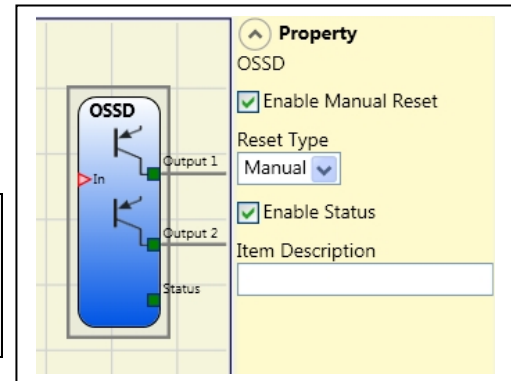 OSSD
In
Output 1
Output 2
Status
Property
OSSD
Enable Manual Reset
Reset Type
Manual
Enable Status
Item Description